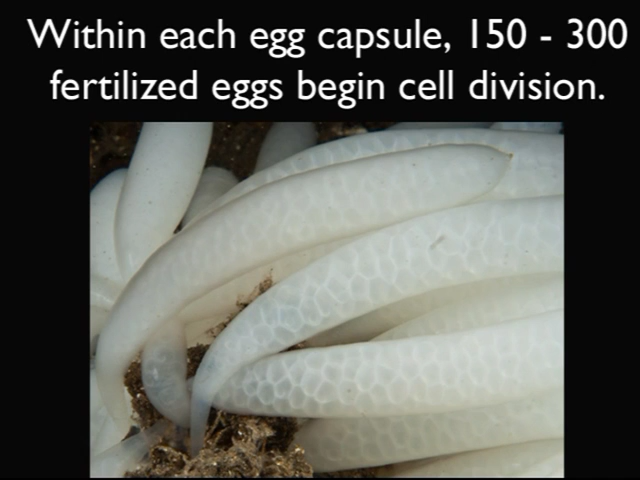 Within each egg capsule, 150 - 300
fertilized eggs begin cell division.